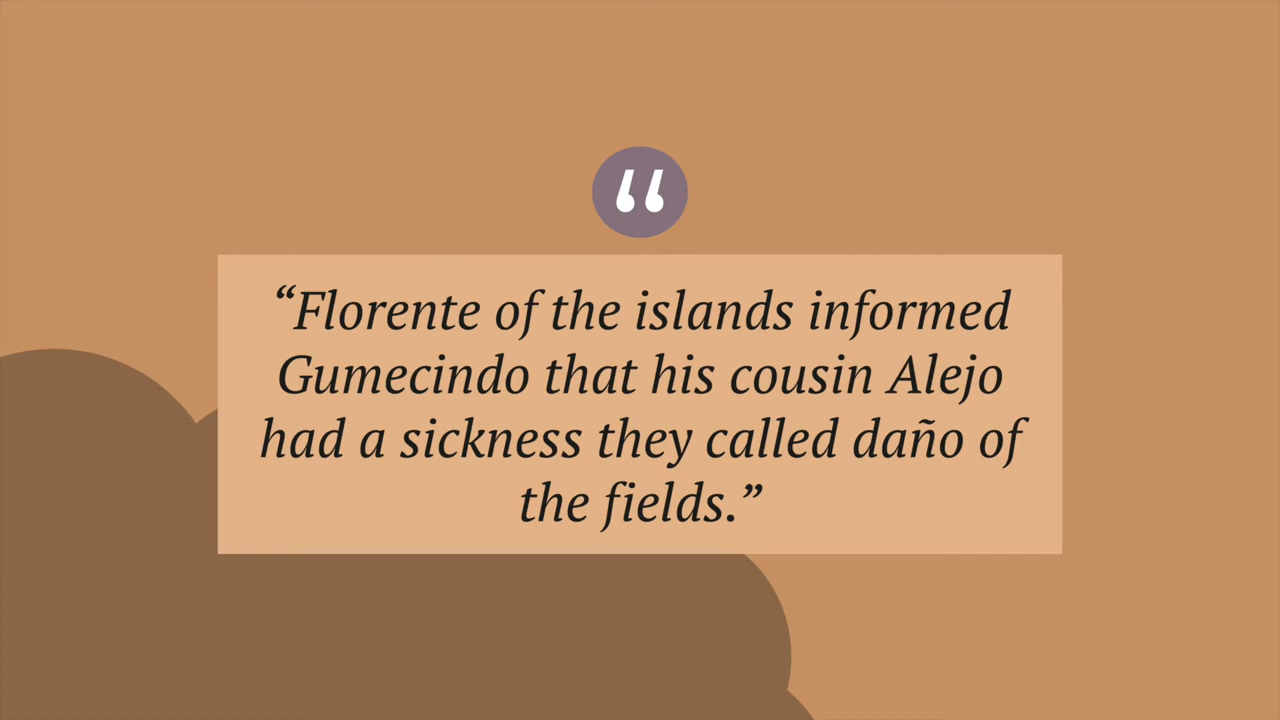 “
“Florente of the islands informed
Gumecindo that his cousin Alejo
had a sickness they called daño of
the fields.”